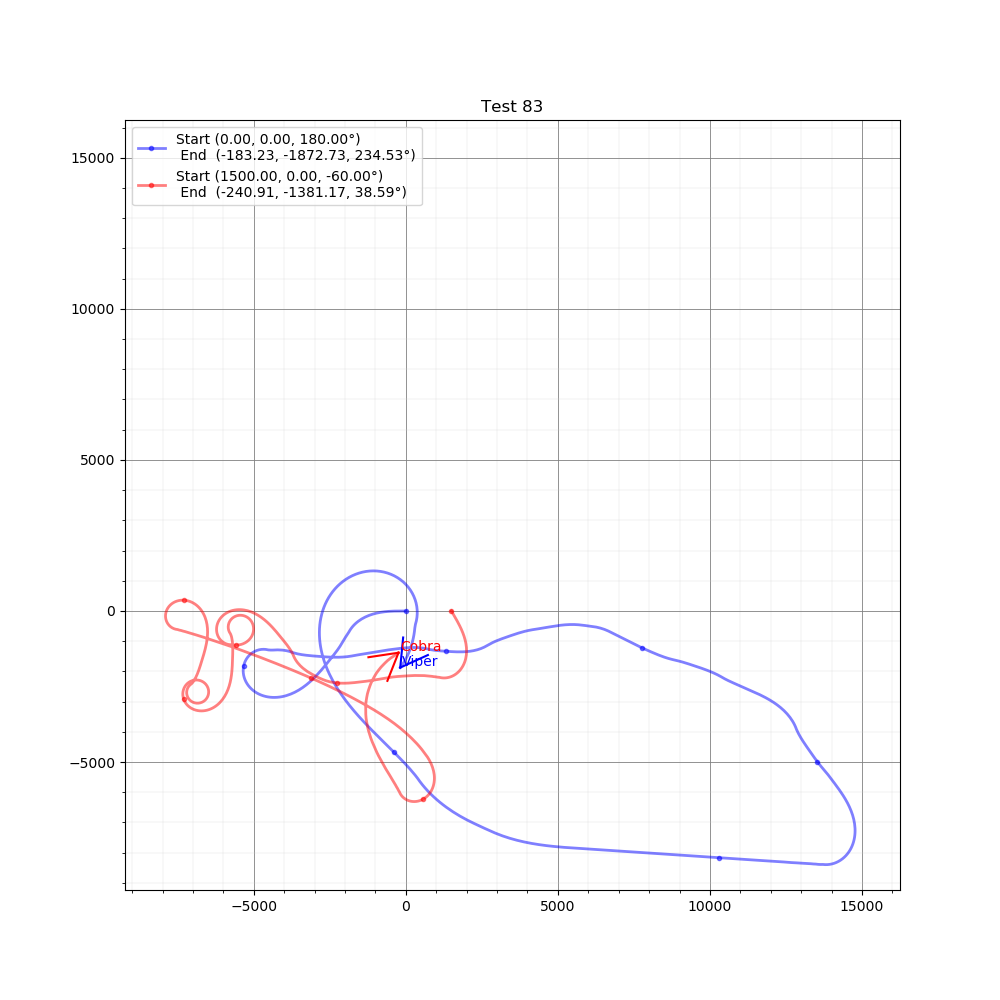 Test 83
Start (0.00, 0.00, 180.00°)
End (-183.23, -1872.73, 234.53°)
Start (1500.00, 0.00, -60.00°)
End (-240.91, -1381.17, 38.59°)
15000
10000
5000
0
−5000
Cobra
Viper
−5000 0 5000 10000 15000